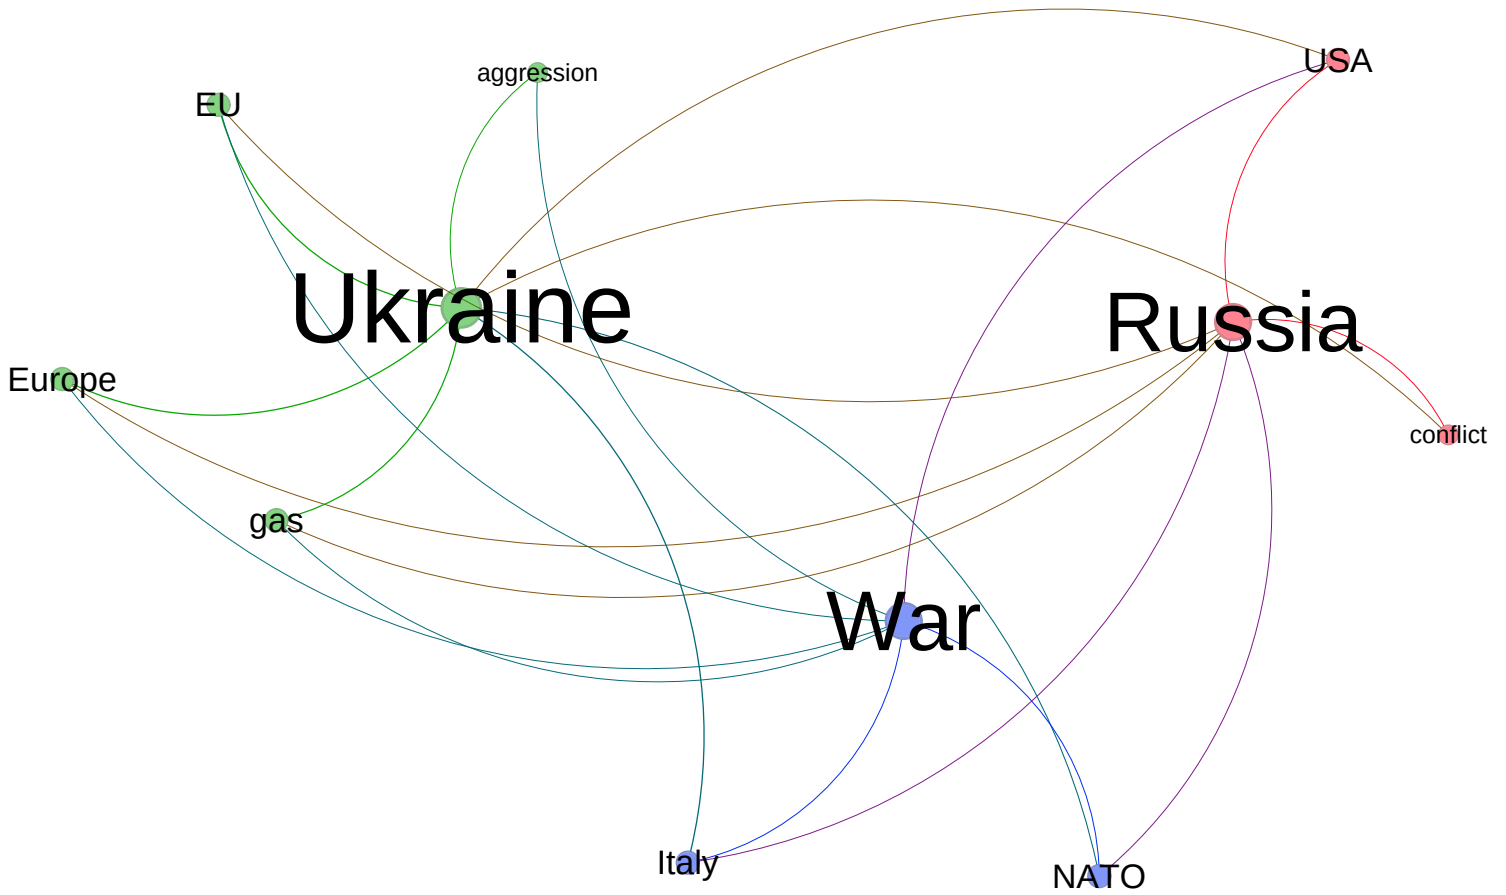 USA
aggression
EU
Ukraine
Russia
Europe
conflict
gas
War
Italy
NATO